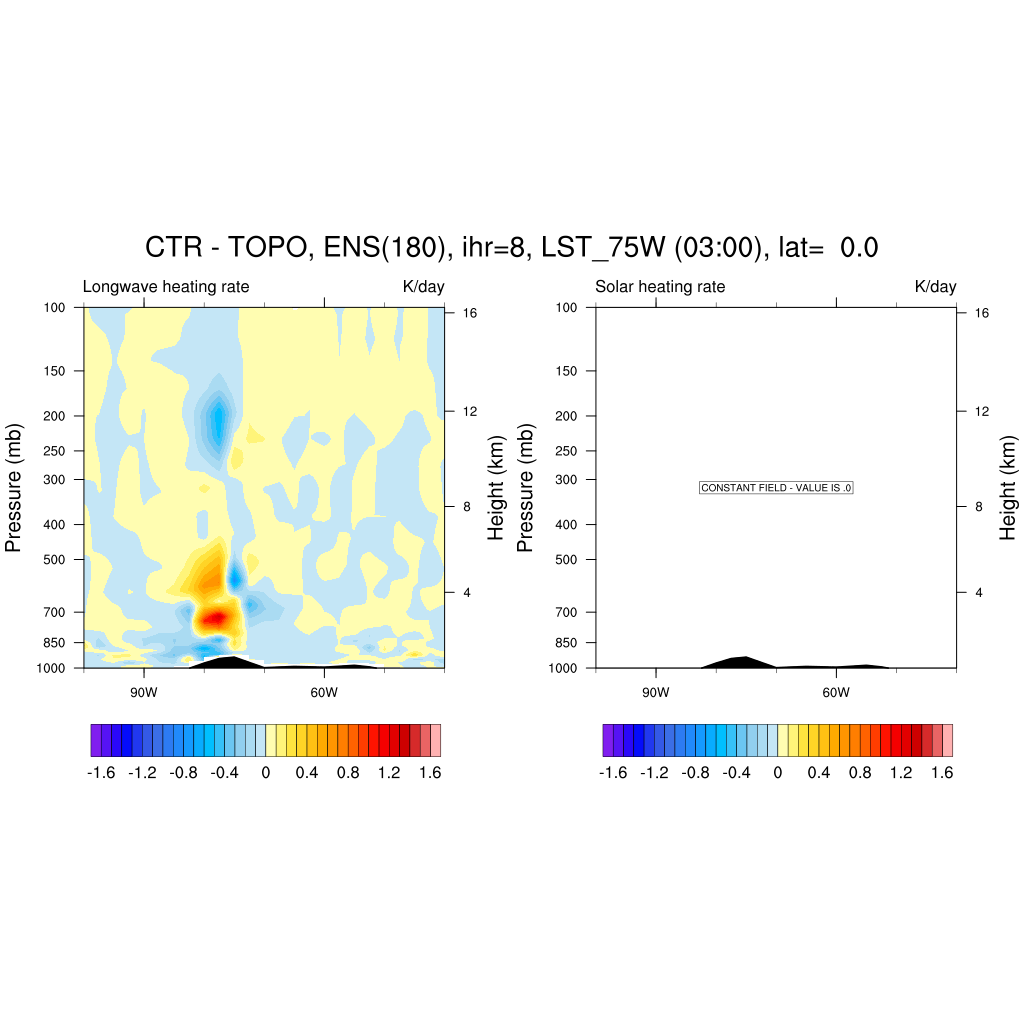 CTR - TOPO, ENS(180), ihr=8, LST_75W (03:00), lat= 0.0
Longwave heating rate K/day
Pressure (mb)
100
150
200
250
300
400
500
700
850
1000
16
12
8
4
Height (km)
90W 60W
-1.6 -1.2 -0.8 -0.4 0 0.4 0.8 1.2 1.6
Solar heating rate K/day
Pressure (mb)
100
150
200
250
300
400
500
700
850
1000
CONSTANT FIELD - VALUE IS .0
16
12
8
4
Height (km)
90W 60W
-1.6 -1.2 -0.8 -0.4 0 0.4 0.8 1.2 1.6